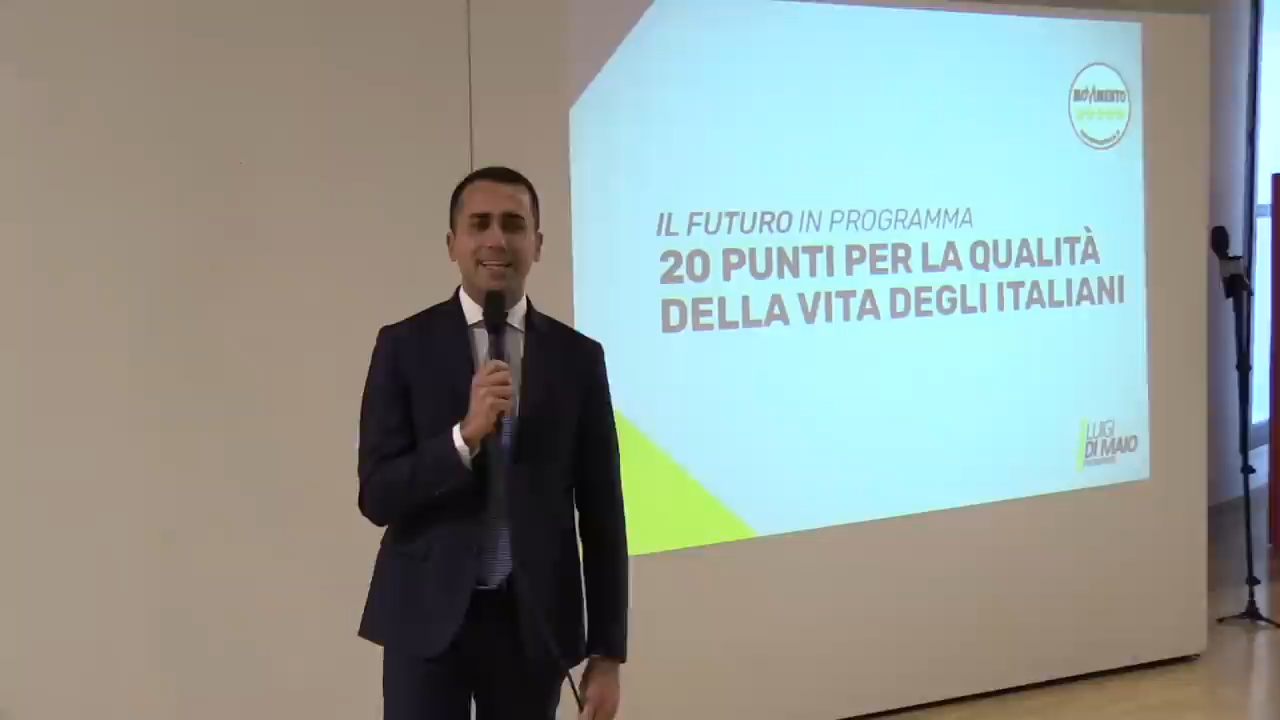 MOVIMENTO
IL FUTURO IN PROGRAMMA
20 PUNTI PER LA QUALITÀ
DELLA VITA DEGLI ITALIANI
LUIGI
DI MAIO